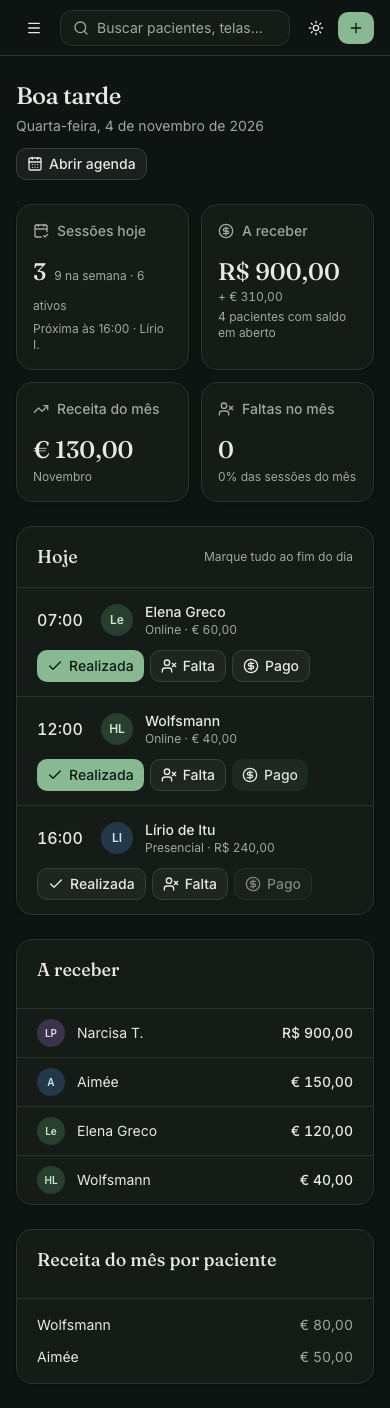 Buscar pacientes, telas...
Boa tarde
Quarta-feira, 4 de novembro de 2026
Abrir agenda
Sessões hoje
3 9 na semana · 6
ativos
Próxima às 16:00 · Lírio
I.
A receber
R$ 900,00
+ € 310,00
4 pacientes com saldo
em aberto
Receita do mês
€ 130,00
Novembro
Faltas no mês
0
0% das sessões do mês
Hoje
Marque tudo ao fim do dia
07:00
Le
Elena Greco
Online · € 60,00
Realizada
Falta
Pago
12:00
HL
Wolfsmann
Online · € 40,00
Realizada
Falta
Pago
16:00
LI
Lírio de Itu
Presencial · R$ 240,00
Realizada
Falta
Pago
A receber
LP Narcisa T. R$ 900,00
A Aimée € 150,00
Le Elena Greco € 120,00
HL Wolfsmann € 40,00
Receita do mês por paciente
Wolfsmann € 80,00
Aimée € 50,00